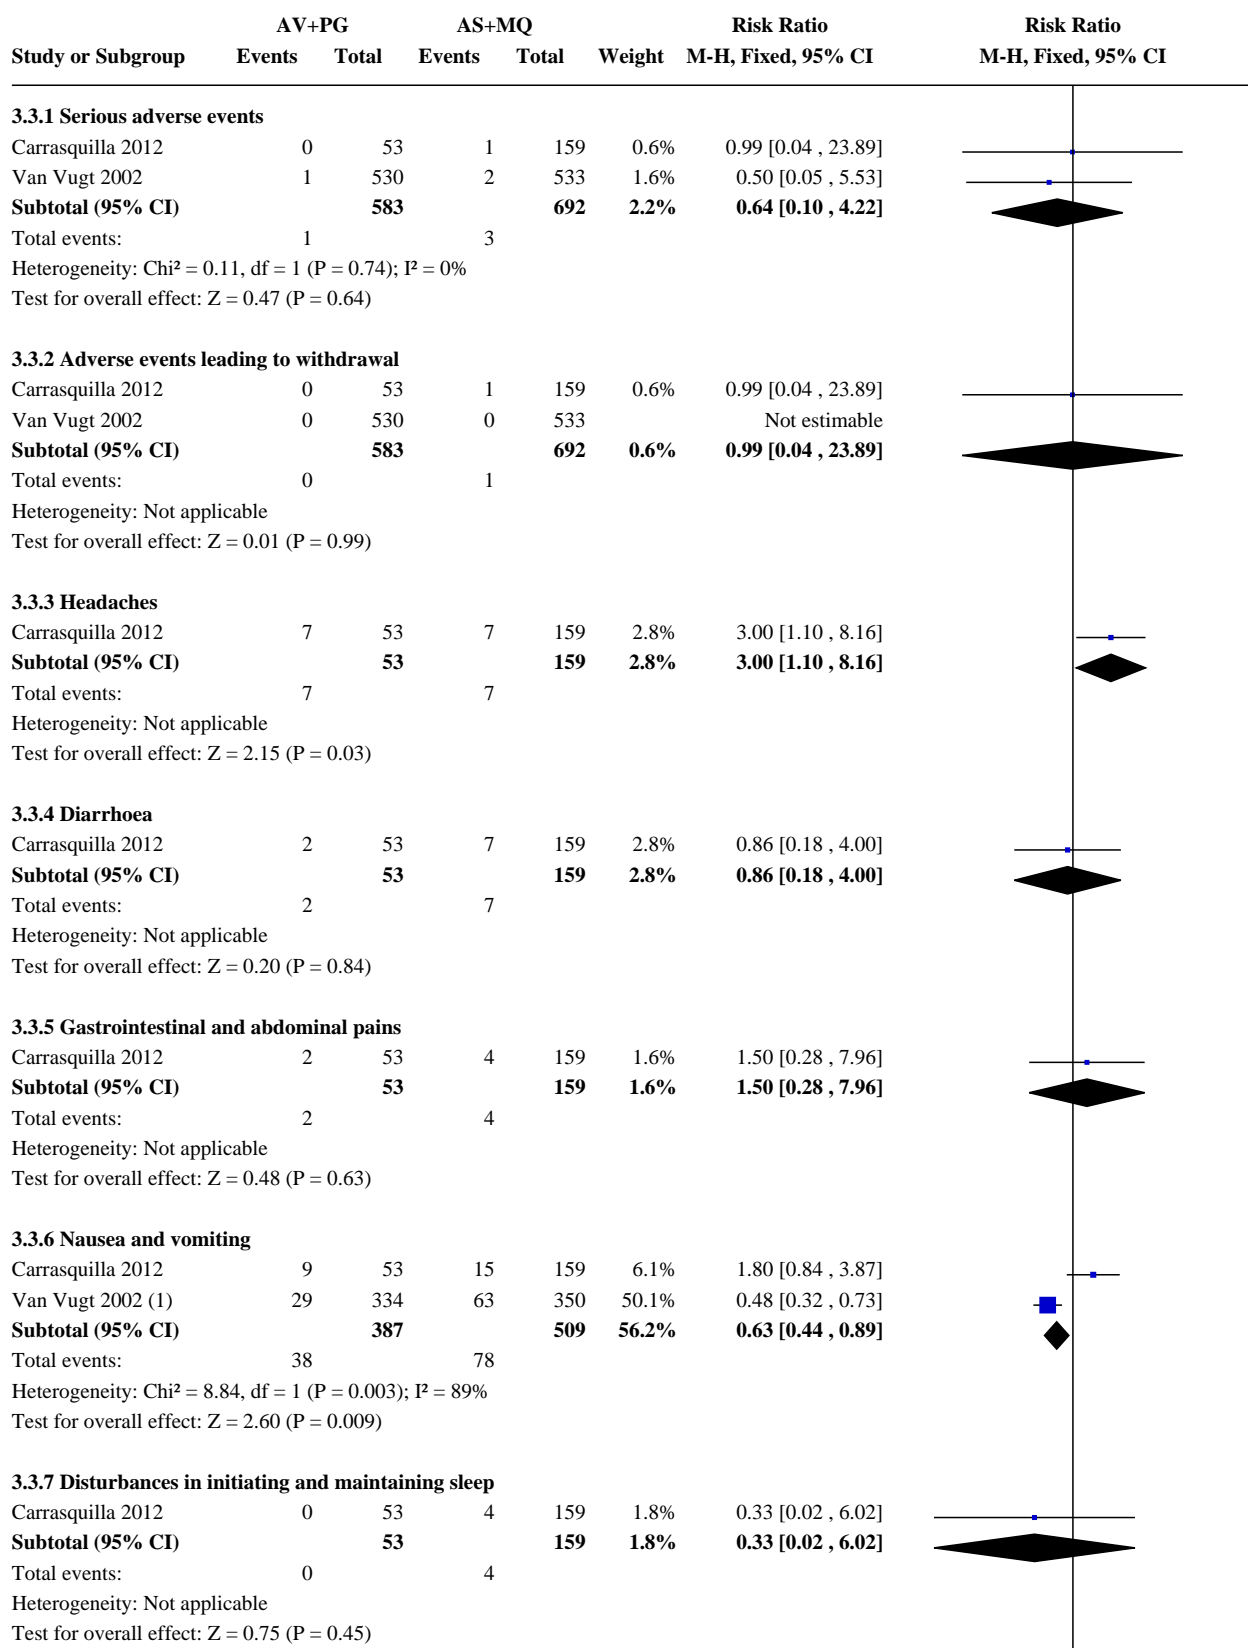 AV+PG AS+MQ Risk Ratio Risk Ratio
Study or Subgroup Events Total Events Total Weight M-H, Fixed, 95% CI M-H, Fixed, 95% CI
3.3.1 Serious adverse events
Carrasquilla 2012 0 53 1 159 0.6% 0.99 [0.04 , 23.89]
Van Vugt 2002 1 530 2 533 1.6% 0.50 [0.05 , 5.53]
Subtotal (95% CI) 583 692 2.2% 0.64 [0.10 , 4.22]
Total events: 1 3
Heterogeneity: Chi² = 0.11, df = 1 (P = 0.74); I² = 0%
Test for overall effect: Z = 0.47 (P = 0.64)
3.3.2 Adverse events leading to withdrawal
Carrasquilla 2012 0 53 1 159 0.6% 0.99 [0.04 , 23.89]
Van Vugt 2002 0 530 0 533 Not estimable
Subtotal (95% CI) 583 692 0.6% 0.99 [0.04 , 23.89]
Total events: 0 1
Heterogeneity: Not applicable
Test for overall effect: Z = 0.01 (P = 0.99)
3.3.3 Headaches
Carrasquilla 2012 7 53 7 159 2.8% 3.00 [1.10 , 8.16]
Subtotal (95% CI) 53 159 2.8% 3.00 [1.10 , 8.16]
Total events: 7 7
Heterogeneity: Not applicable
Test for overall effect: Z = 2.15 (P = 0.03)
3.3.4 Diarrhoea
Carrasquilla 2012 2 53 7 159 2.8% 0.86 [0.18 , 4.00]
Subtotal (95% CI) 53 159 2.8% 0.86 [0.18 , 4.00]
Total events: 2 7
Heterogeneity: Not applicable
Test for overall effect: Z = 0.20 (P = 0.84)
3.3.5 Gastrointestinal and abdominal pains
Carrasquilla 2012 2 53 4 159 1.6% 1.50 [0.28 , 7.96]
Subtotal (95% CI) 53 159 1.6% 1.50 [0.28 , 7.96]
Total events: 2 4
Heterogeneity: Not applicable
Test for overall effect: Z = 0.48 (P = 0.63)
3.3.6 Nausea and vomiting
Carrasquilla 2012 9 53 15 159 6.1% 1.80 [0.84 , 3.87]
Van Vugt 2002 (1) 29 334 63 350 50.1% 0.48 [0.32 , 0.73]
Subtotal (95% CI) 387 509 56.2% 0.63 [0.44 , 0.89]
Total events: 38 78
Heterogeneity: Chi² = 8.84, df = 1 (P = 0.003); I² = 89%
Test for overall effect: Z = 2.60 (P = 0.009)
3.3.7 Disturbances in initiating and maintaining sleep
Carrasquilla 2012 0 53 4 159 1.8% 0.33 [0.02 , 6.02]
Subtotal (95% CI) 53 159 1.8% 0.33 [0.02 , 6.02]
Total events: 0 4
Heterogeneity: Not applicable
Test for overall effect: Z = 0.75 (P = 0.45)